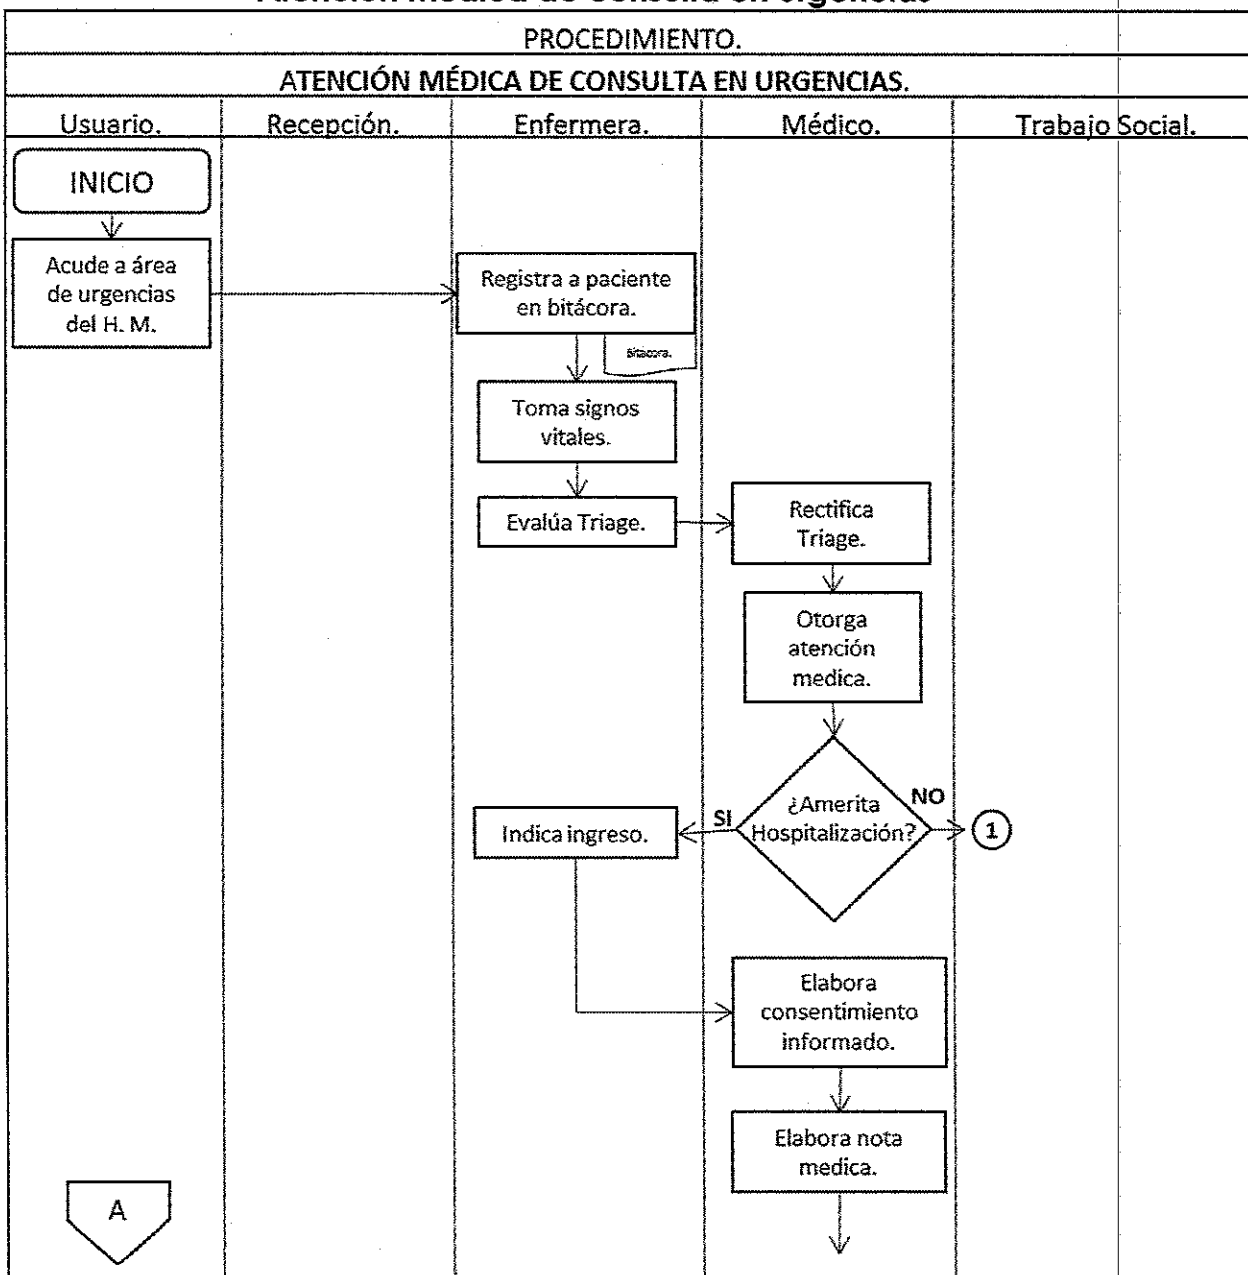 PROCEDIMIENTO.
ATENCIÓN MÉDICA DE CONSULTA EN URGENCIAS.
Usuario.
Recepción.
Enfermera.
Médico.
Trabajo Social.
INICIO
Acude a área
de urgencias
del H. M.
Registra a paciente
en bitácora.
Bitácora.
Toma signos
vitales.
Evalúa Triage.
Rectifica
Triage.
Otorga
atención
medica.
¿Amerita
Hospitalización?
SI
NO
1
Indica ingreso.
Elabora
consentimiento
informado.
Elabora nota
medica.
A